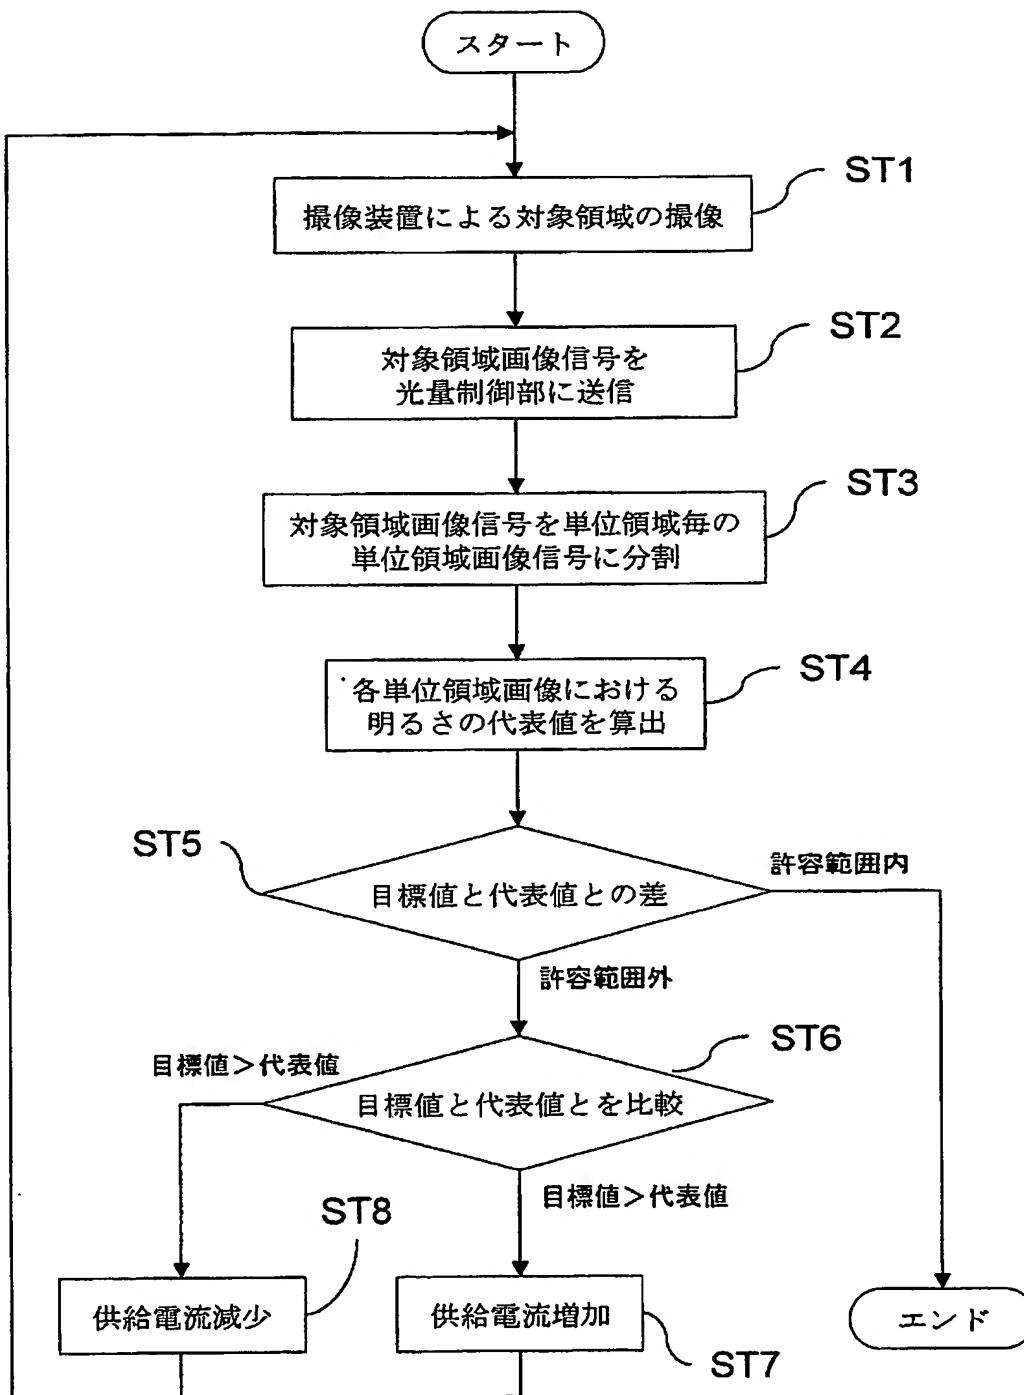 スタート
ST1
撮像装置による対象領域の撮像
ST2
対象領域画像信号を
光量制御部に送信
ST3
対象領域画像信号を単位領域毎の
単位領域画像信号に分割
ST4
各単位領域画像における
明るさの代表値を算出
ST5
許容範囲内
目標値と代表値との差
許容範囲外
ST6
目標値>代表値
目標値と代表値とを比較
目標値>代表値
ST8
供給電流減少
供給電流増加
エンド
ST7